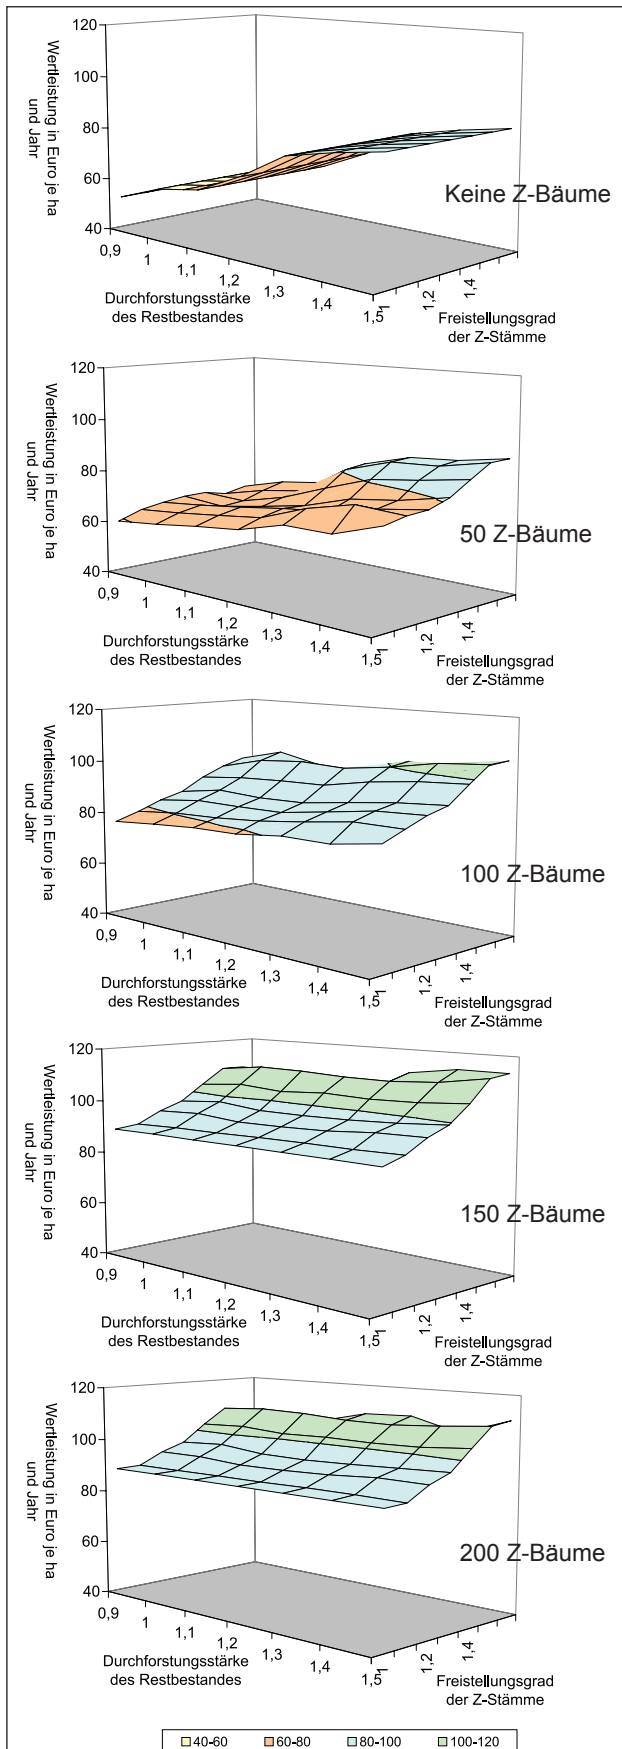 120
100
80
60
40
Wertleistung in Euro je ha
und Jahr
0,9
1
1,1
1,2
1,3
1,4
1,5
Durchforstungsstärke
des Restbestandes
1
1,2
1,4
Freistellungsgrad
der Z-Stämme
Keine Z-Bäume
120
100
80
60
40
Wertleistung in Euro je ha
und Jahr
0,9
1
1,1
1,2
1,3
1,4
1,5
Durchforstungsstärke
des Restbestandes
1
1,2
1,4
Freistellungsgrad
der Z-Stämme
50 Z-Bäume
120
100
80
60
40
Wertleistung in Euro je ha
und Jahr
0,9
1
1,1
1,2
1,3
1,4
1,5
Durchforstungsstärke
des Restbestandes
1
1,2
1,4
Freistellungsgrad
der Z-Stämme
100 Z-Bäume
120
100
80
60
40
Wertleistung in Euro je ha
und Jahr
0,9
1
1,1
1,2
1,3
1,4
1,5
Durchforstungsstärke
des Restbestandes
1
1,2
1,4
Freistellungsgrad
der Z-Stämme
150 Z-Bäume
120
100
80
60
40
Wertleistung in Euro je ha
und Jahr
0,9
1
1,1
1,2
1,3
1,4
1,5
Durchforstungsstärke
des Restbestandes
1
1,2
1,4
Freistellungsgrad
der Z-Stämme
200 Z-Bäume
40-60 60-80 80-100 100-120